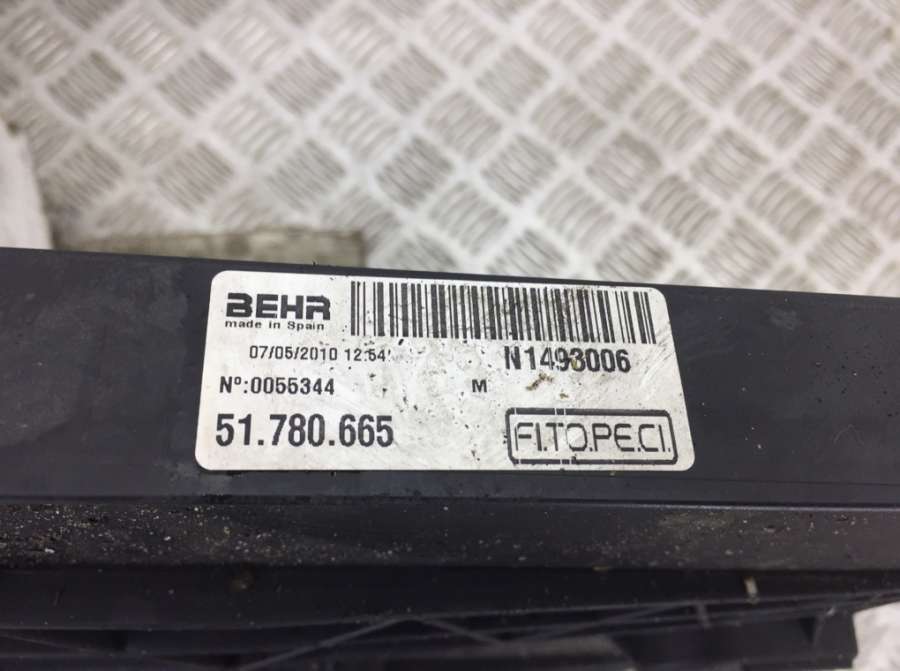 BEHR
made in Spain
07/05/2010 12:54
N1493006
Nº:0055344
M
51.780.665
FI.TO.PE.CI.